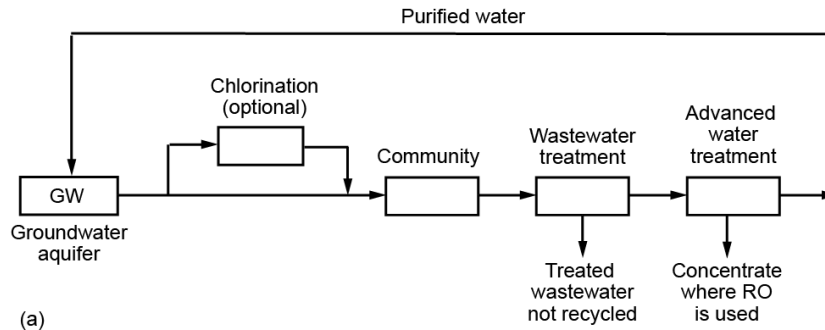 Purified water
Chlorination
(optional)
Community
Wastewater
treatment
Advanced
water
treatment
GW
Groundwater
aquifer
Treated
wastewater
not recycled
Concentrate
where RO
is used
(a)